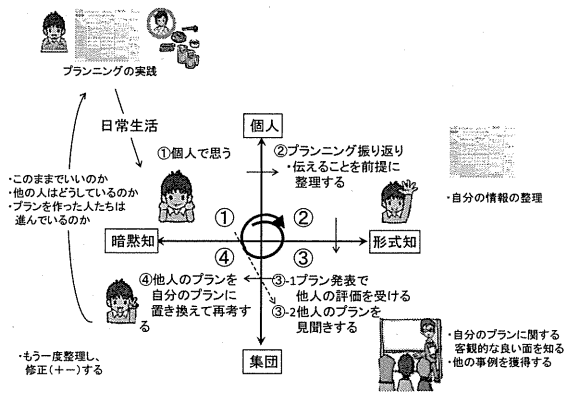 プランニングの実践
日常生活
個人
①個人で思う
②プランニング振り返り
・伝えることを前提に
整理する
・このままでいいのか
・他の人はどうしているのか
・プランを作った人たちは
進んでいるのか
・自分の情報の整理
①
②
暗黙知
形式知
④
③
④他人のプランを
自分のプランに
置き換えて再考す
る
③-1プラン発表で
他人の評価を受ける
③-2他人のプランを
見聞きする
・もう一度整理し、
修正(+-)する
集団
・自分のプランに関する
客観的な良い面を知る
・他の事例を獲得する